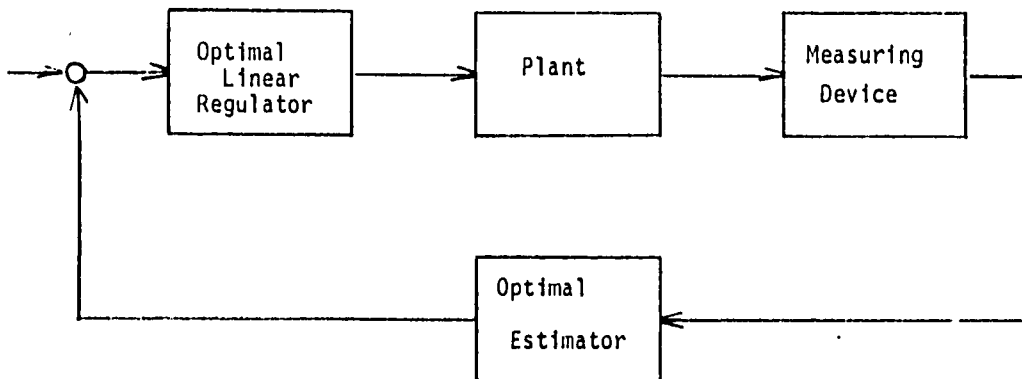 Optimal
Linear
Regulator
Plant
Measuring
Device
Optimal
Estimator